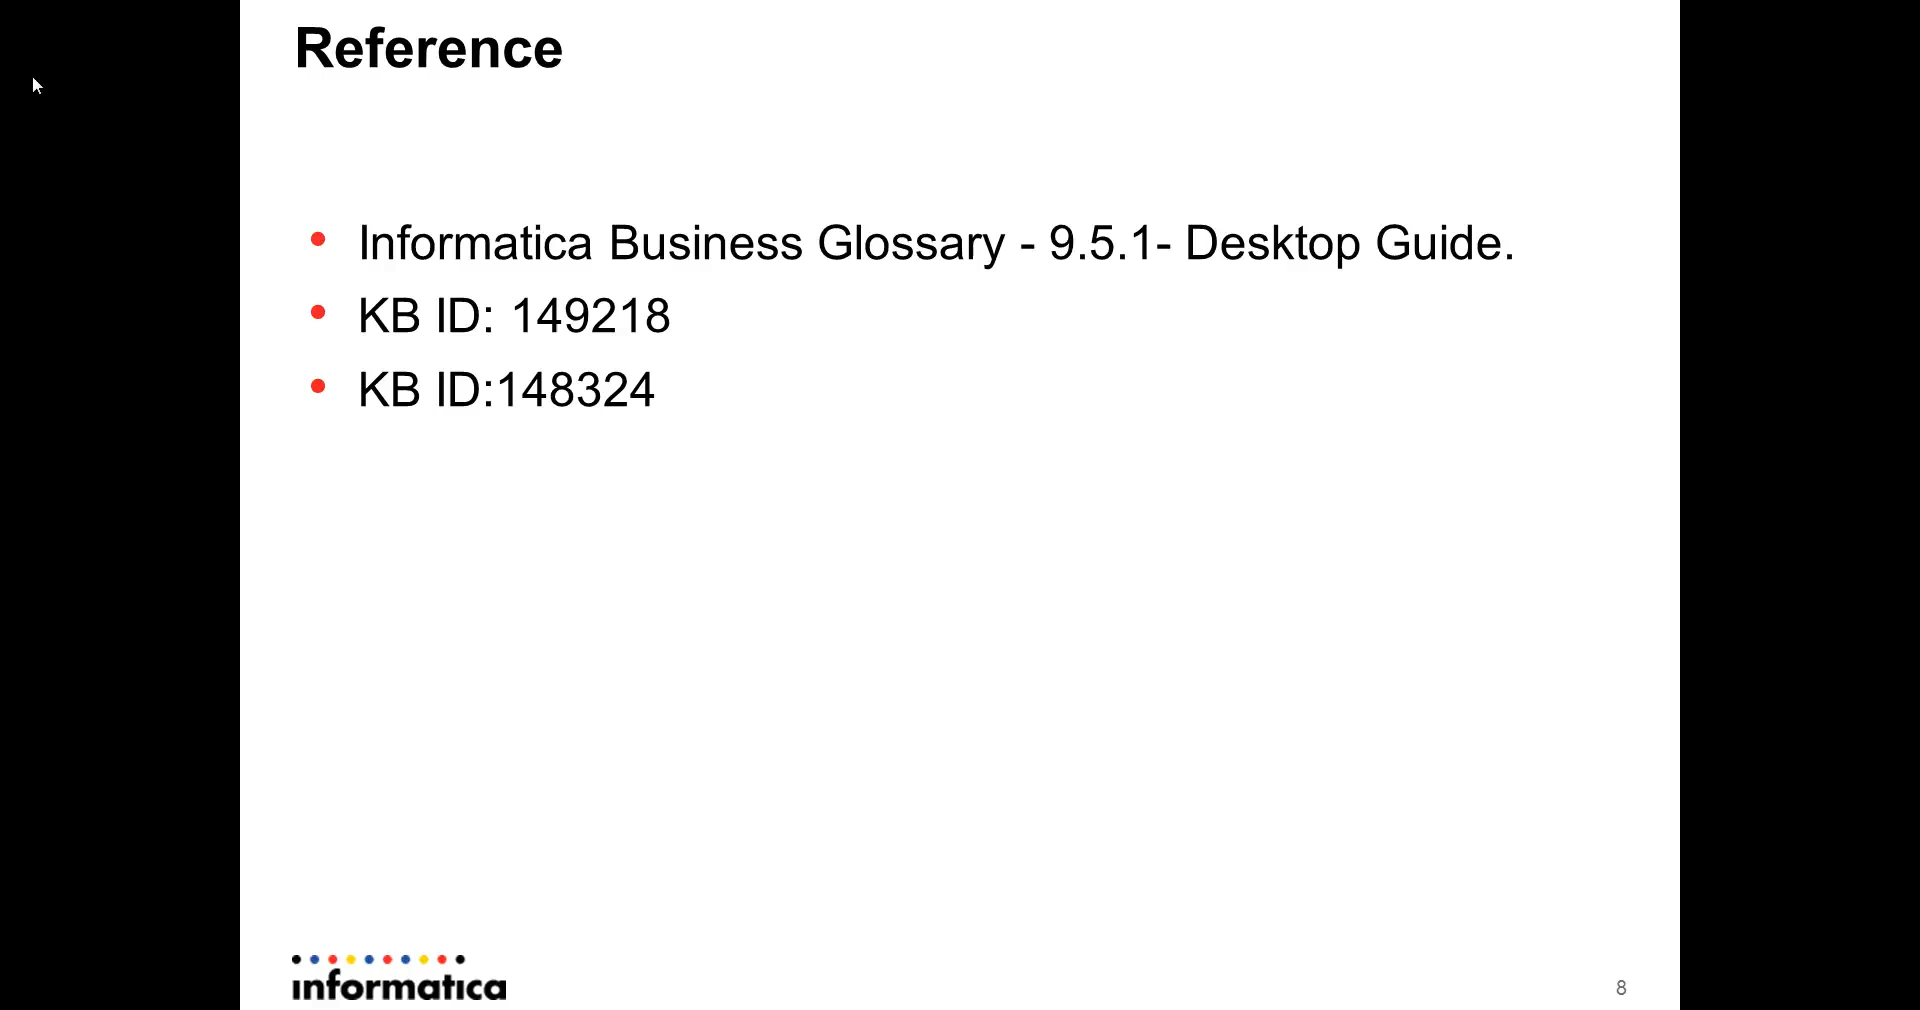 Reference
• Informatica Business Glossary - 9.5.1- Desktop Guide.
• KB ID: 149218
• KB ID:148324
informatica
8